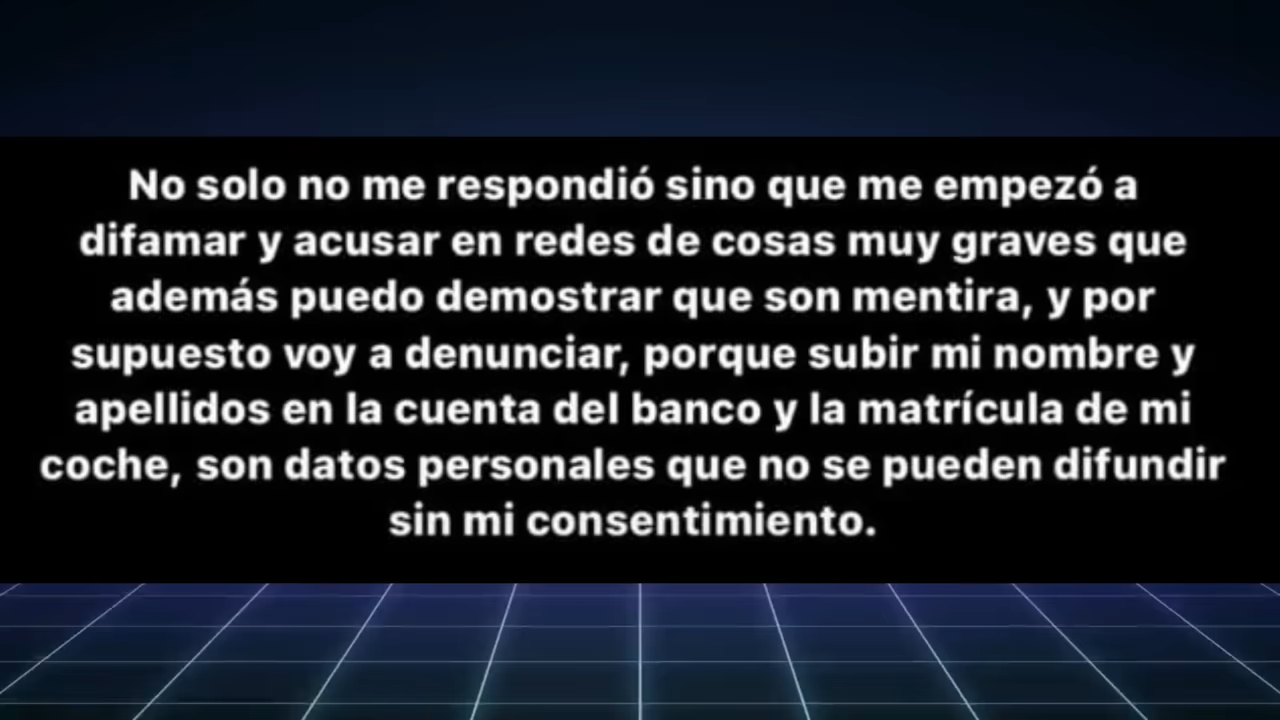 No solo no me respondió sino que me empezó a
difamar y acusar en redes de cosas muy graves que
además puedo demostrar que son mentira, y por
supuesto voy a denunciar, porque subir mi nombre y
apellidos en la cuenta del banco y la matrícula de mi
coche, son datos personales que no se pueden difundir
sin mi consentimiento.